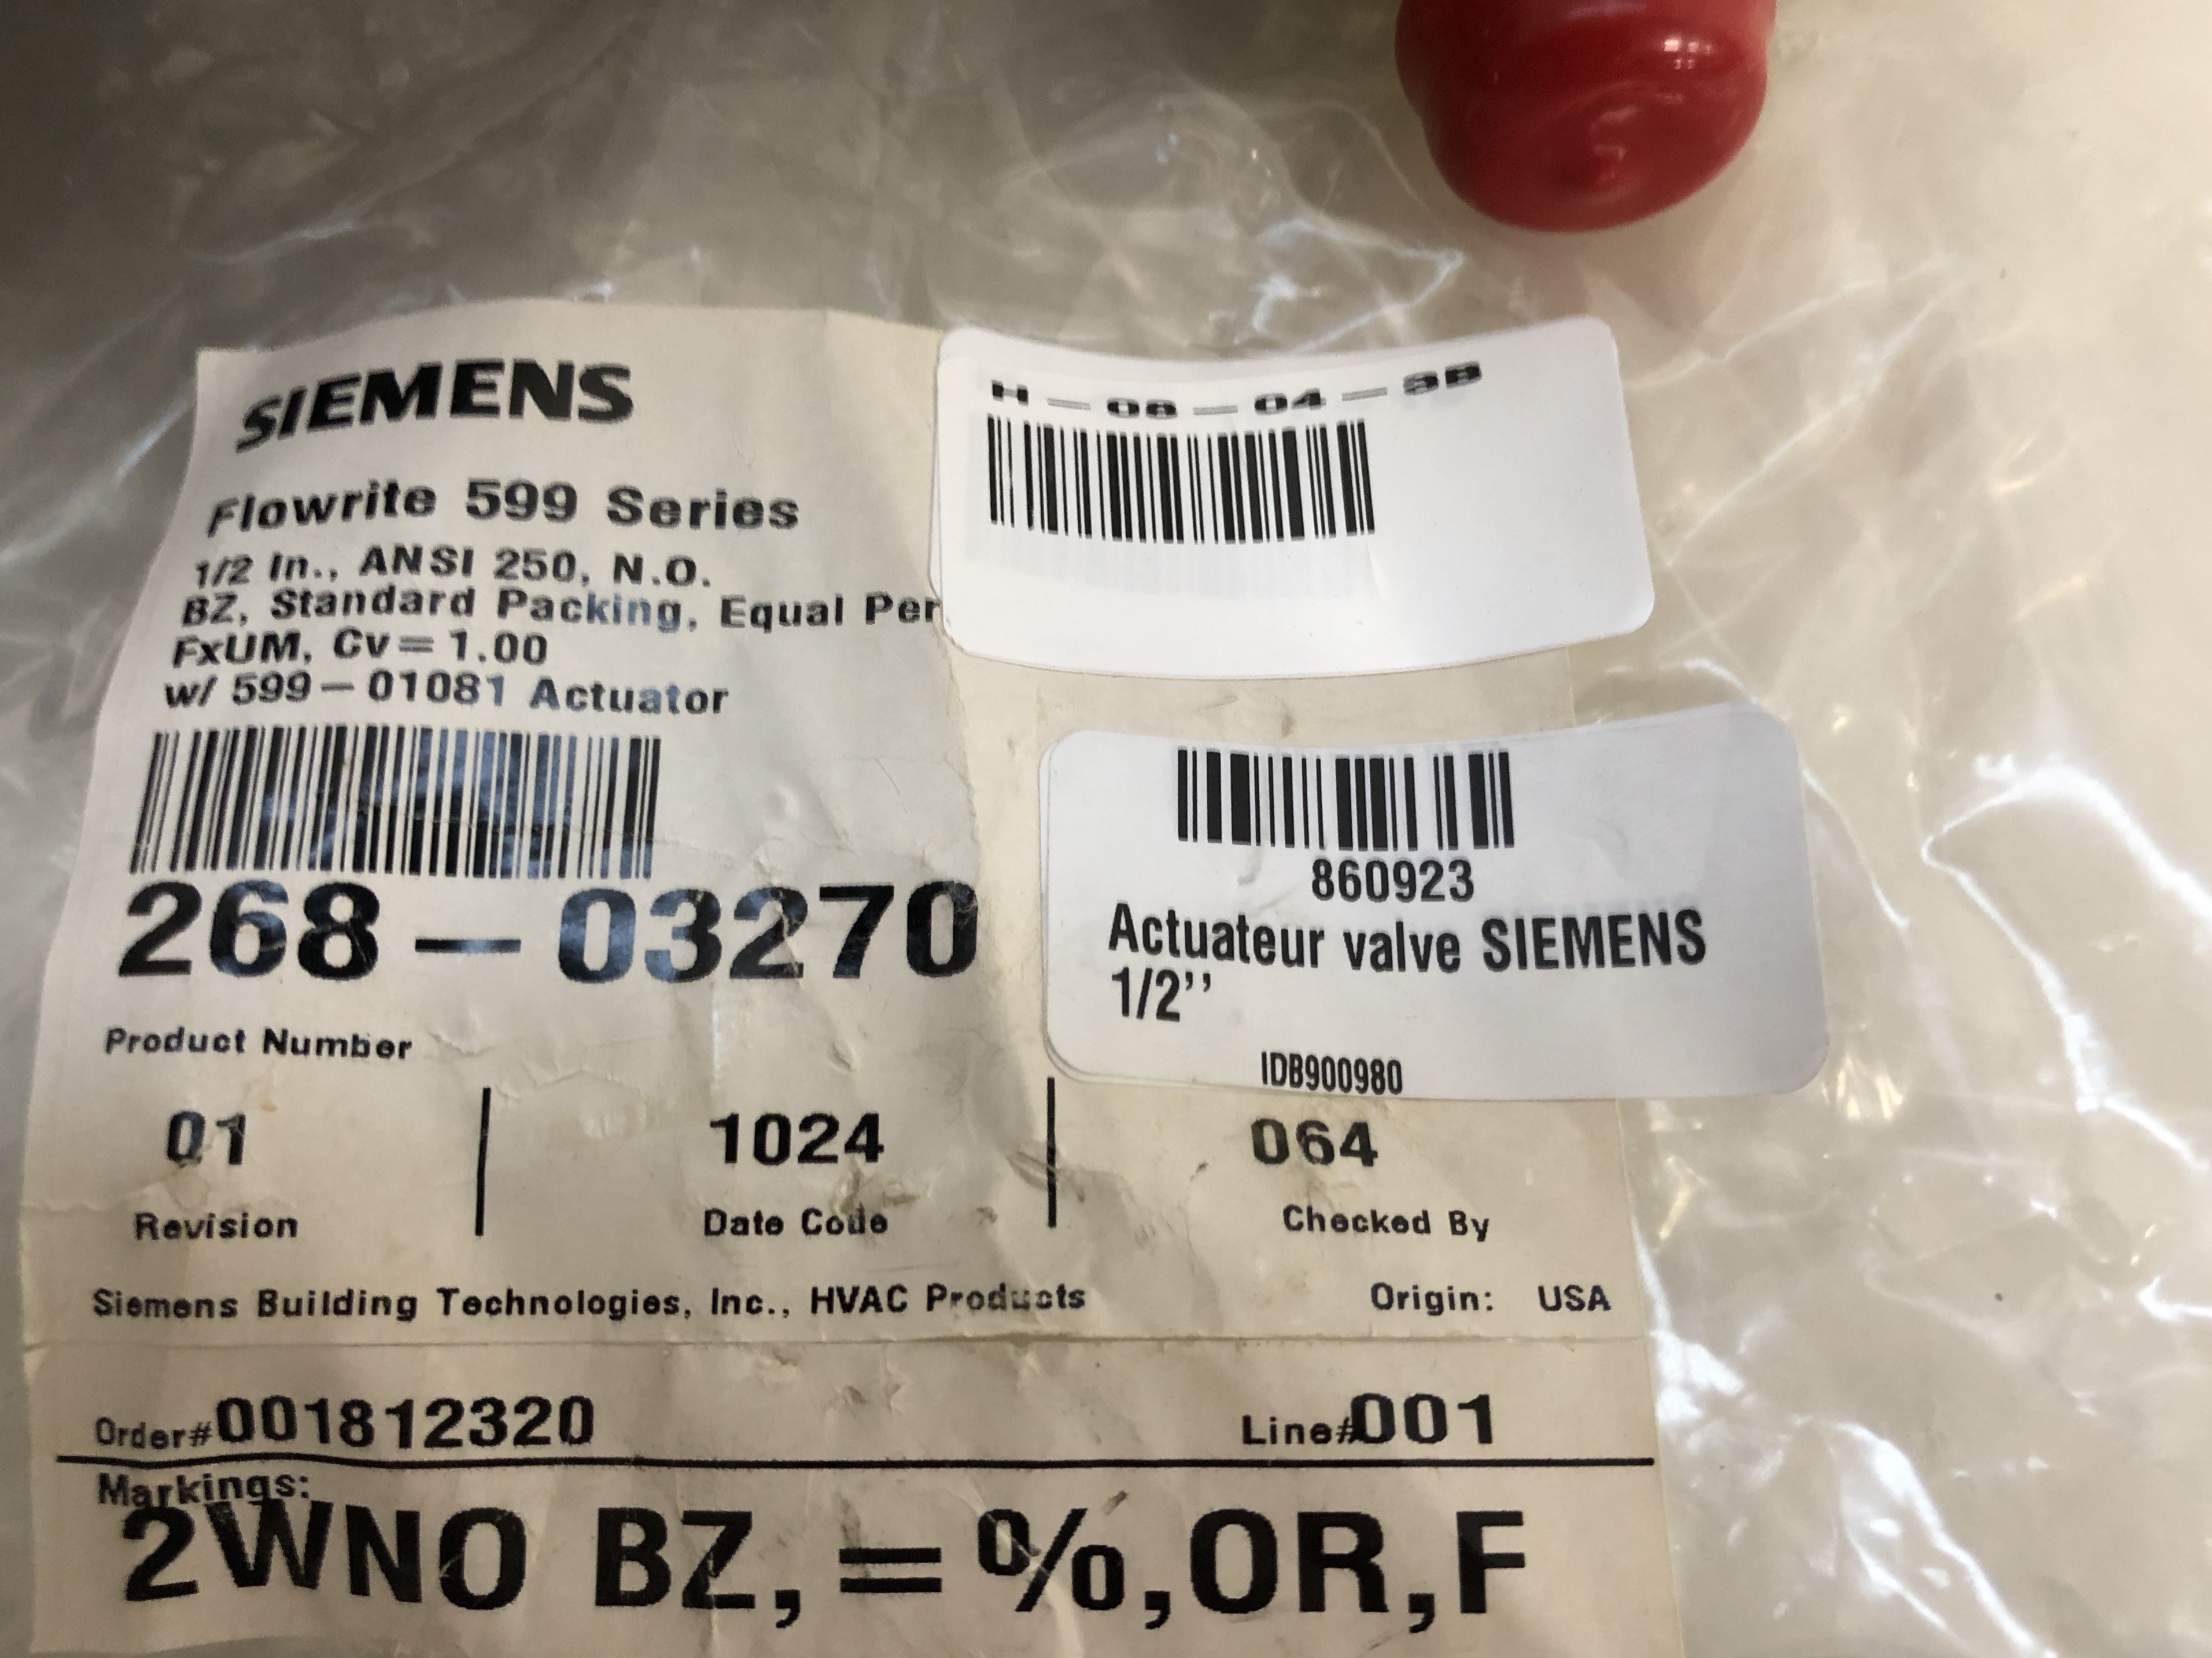 SIEMENS
Flowrite 599 Series
1/2 In., ANSI 250, N.O.
BZ, Standard Packing, Equal Per
FxUM, Cv=1.00
w/ 599-01081 Actuator
268-03270
Product Number
H-08-04-
860923
Actuateur valve SIEMENS
1/2''
IDB900980
01
1024
064
Revision
Date Code
Checked By
Siemens Building Technologies, Inc., HVAC Products
Origin: USA
Order#001812320
Line#001
Markings:
2WNO BZ,=%,OR,F